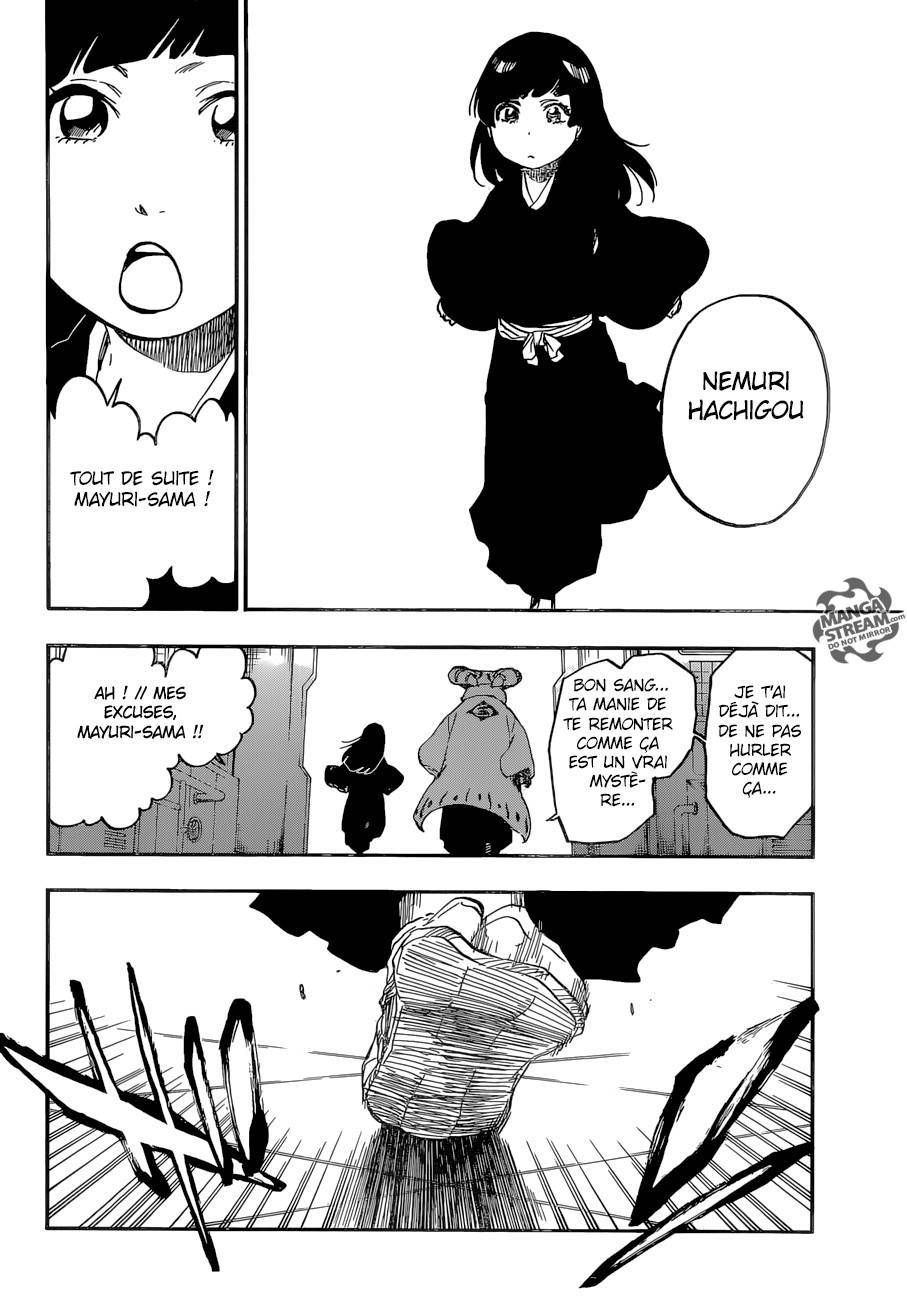 NEMURI
HACHIGOU
TOUT DE SUITE !
MAYURI-SAMA !
JE T'AI
DÉJÀ DIT...
DE NE PAS
HURLER
COMME
ÇA...
BON SANG...
TA MANIE DE
TE REMONTER
COMME ÇA
EST UN VRAI
MYSTÈ-
RE...
AH ! // MES
EXCUSES,
MAYURI-SAMA !!
MANGA
STREAM.com
DO NOT MIRROR